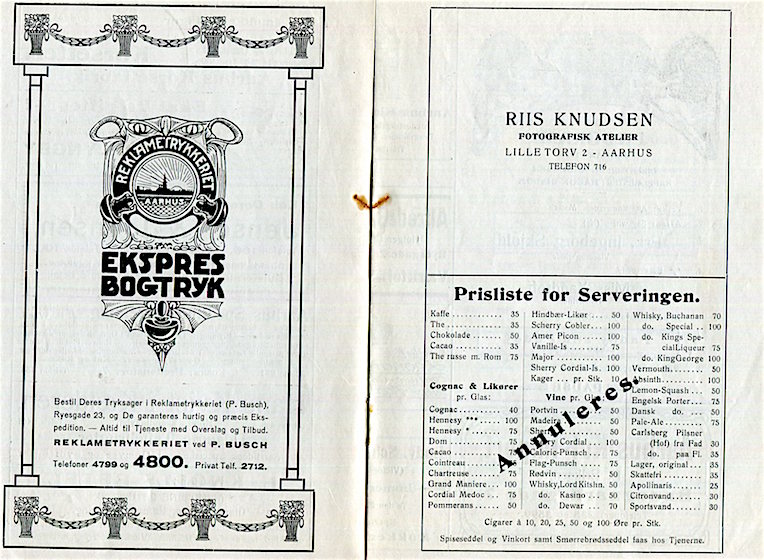 REKLAMETRYKKERIET
AARHUS
EKSPRES
BOGTRYK
Bestil Deres Tryksager i Reklametrykkeriet (P. Busch),
Ryesgade 23, og De garanteres hurtig og præcis Eks-
pedition. — Altid til Tjeneste med Overslag og Tilbud.
REKLAMETRYKKERIET ved P. BUSCH
Telefoner 4799 og 4800. Privat Telf. 2712.
RIIS KNUDSEN
FOTOGRAFISK ATELIER
LILLE TORV 2 - AARHUS
TELEFON 716
Prisliste for Serveringen.
Kaffe ............ 35
The .............. 35
Chokolade ........ 50
Cacao ............ 35
The russe m. Rom 75
Cognac & Likører
pr. Glas:
Cognac ........... 40
Hennesy *** ...... 100
Hennesy * ........ 75
Dom .............. 75
Cacao ............ 75
Cointreau ........ 75
Chartreuse ....... 75
Grand Maniere .... 100
Cordial Medoc .... 75
Pommerans ........ 50
Hindbær-Likør .. 50
Scherry Cobler... 100
Amer Picon ..... 100
Vanille-Is ...... 75
Major .......... 100
Sherry Cordial-Is. 100
Kager ... pr. Stk. 10
Vine pr. Glas:
Portvin ........ 50
Madeira ........ 50
Sherry ......... 50
Sherry Cordial .. 100
Caloric-Punsch .. 75
Flag-Punsch .... 75
Rødvin ......... 50
Whisky, Lord Kitshn. 50
do. Kasino ... 50
do. Dewar .. 70
Whisky, Buchanan 70
do. Special .. 100
do. Kings Spe-
cialLiqueur 75
do. KingGeorge 100
Vermouth........ 50
Absinth ........ 100
Lemon-Squash ... 50
Engelsk Porter... 75
Dansk do. ... 50
Pale-Ale ....... 75
Carlsberg Pilsner
(Hof) fra Fad 30
do. paa Fl. 35
Lager, original ... 35
Skattefri ...... 35
Apollinaris .... 25
Citronvand ..... 30
Sportsvand...... 30
Annuleres.
Cigarer à 10, 20, 25, 50 og 100 Øre pr. Stk.
Spiseseddel og Vinkort samt Smørrebrødsseddel faas hos Tjenerne.